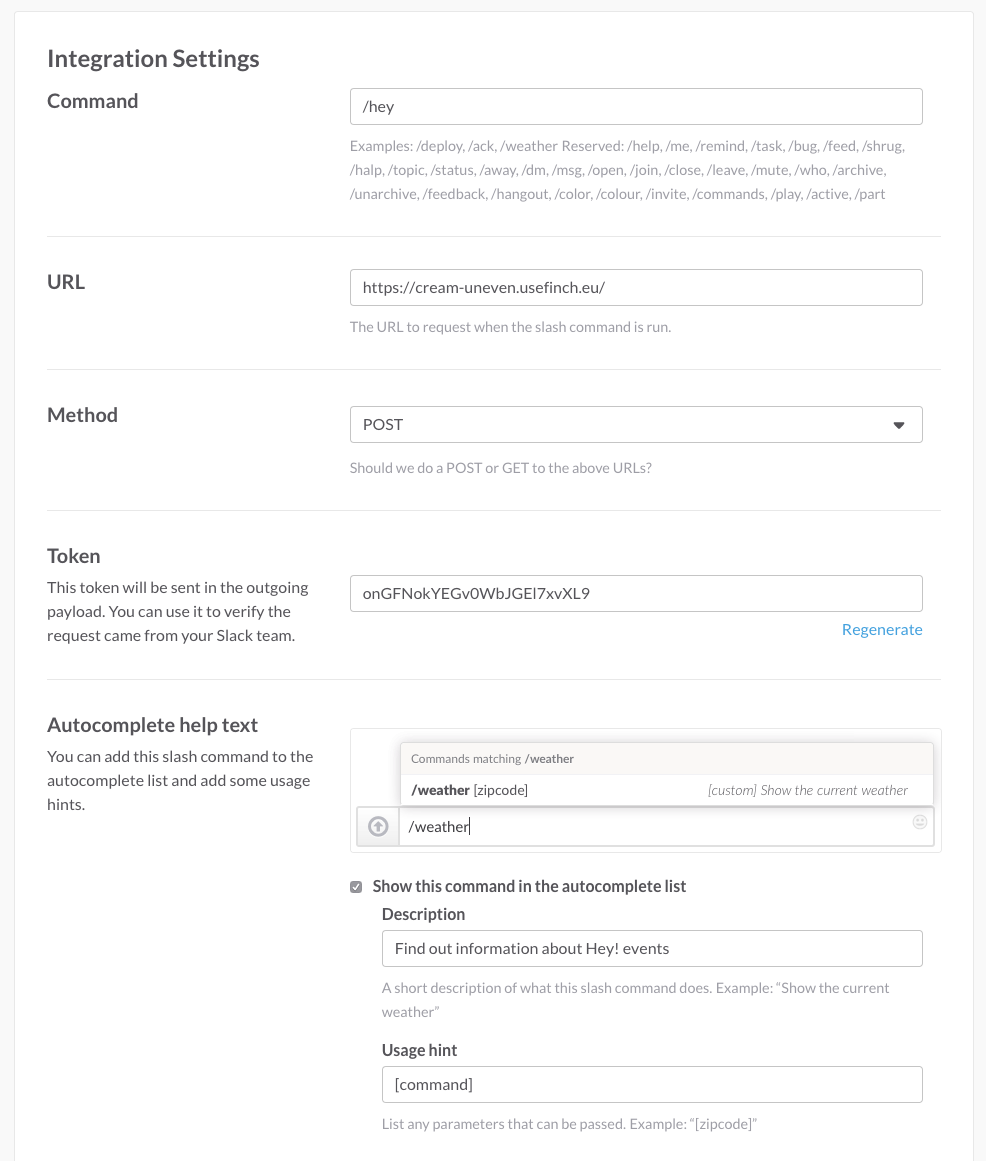 Integration Settings
Command
/hey
Examples: /deploy, /ack, /weather Reserved: /help, /me, /remind, /task, /bug, /feed, /shrug,
/halp, /topic, /status, /away, /dm, /msg, /open, /join, /close, /leave, /mute, /who, /archive,
/unarchive, /feedback, /hangout, /color, /colour, /invite, /commands, /play, /active, /part
URL
https://cream-uneven.usefinch.eu/
The URL to request when the slash command is run.
Method
POST
Should we do a POST or GET to the above URLs?
Token
This token will be sent in the outgoing
payload. You can use it to verify the
request came from your Slack team.
onGFNokYEGv0WbJGEl7xvXL9
Regenerate
Autocomplete help text
You can add this slash command to the
autocomplete list and add some usage
hints.
Commands matching /weather
/weather [zipcode] [custom] Show the current weather
/weather
Show this command in the autocomplete list
Description
Find out information about Hey! events
A short description of what this slash command does. Example: “Show the current
weather”
Usage hint
[command]
List any parameters that can be passed. Example: “[zipcode]”